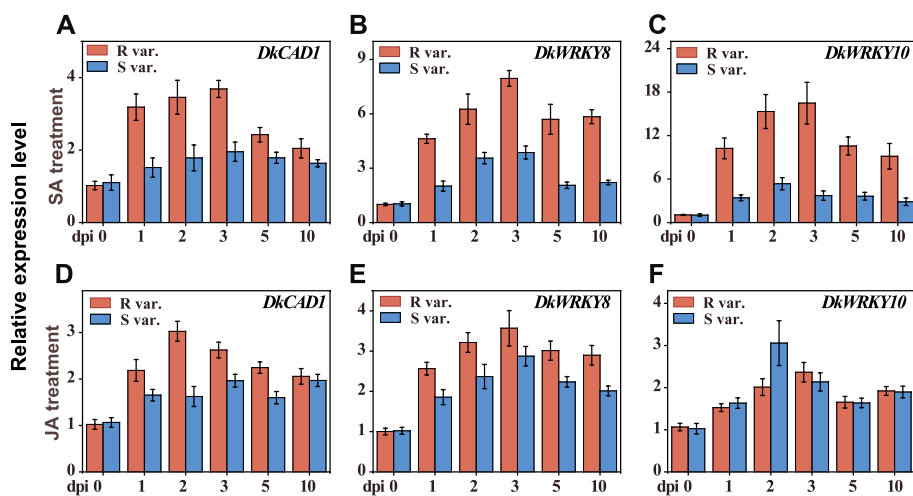 Relative expression level
SA treatment
A
DkCAD1
R var.
S var.
4
2
0
dpi 0 1 2 3 5 10
B
DkWRKY8
R var.
S var.
9
6
3
0
dpi 0 1 2 3 5 10
C
DkWRKY10
R var.
S var.
24
18
12
6
0
dpi 0 1 2 3 5 10
JA treatment
D
DkCAD1
R var.
S var.
3
2
1
0
dpi 0 1 2 3 5 10
E
DkWRKY8
R var.
S var.
4
3
2
1
0
dpi 0 1 2 3 5 10
F
DkWRKY10
R var.
S var.
4
3
2
1
0
dpi 0 1 2 3 5 10